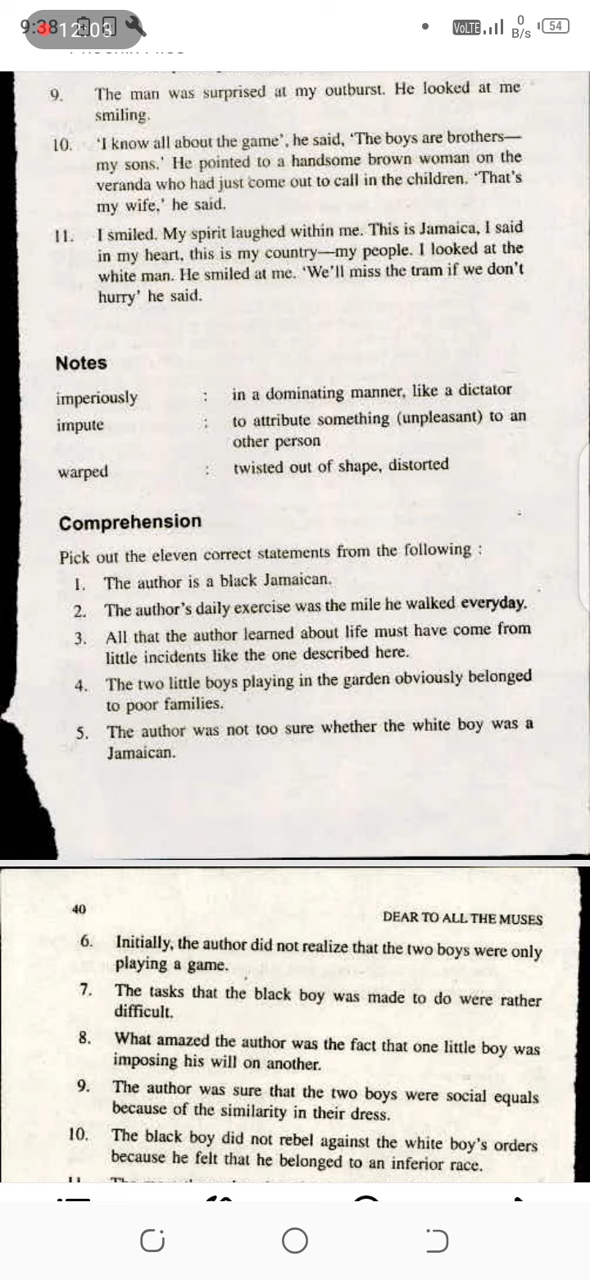 9:38 12:03 VoLTE 0 B/s 54
9. The man was surprised at my outburst. He looked at me
smiling.
10. 'I know all about the game', he said, 'The boys are brothers—
my sons.' He pointed to a handsome brown woman on the
veranda who had just come out to call in the children. 'That's
my wife,' he said.
11. I smiled. My spirit laughed within me. This is Jamaica, I said
in my heart, this is my country—my people. I looked at the
white man. He smiled at me. 'We'll miss the tram if we don't
hurry' he said.
Notes
imperiously : in a dominating manner, like a dictator
impute : to attribute something (unpleasant) to an
other person
warped : twisted out of shape, distorted
Comprehension
Pick out the eleven correct statements from the following :
1. The author is a black Jamaican.
2. The author's daily exercise was the mile he walked everyday.
3. All that the author learned about life must have come from
little incidents like the one described here.
4. The two little boys playing in the garden obviously belonged
to poor families.
5. The author was not too sure whether the white boy was a
Jamaican.
40 DEAR TO ALL THE MUSES
6. Initially, the author did not realize that the two boys were only
playing a game.
7. The tasks that the black boy was made to do were rather
difficult.
8. What amazed the author was the fact that one little boy was
imposing his will on another.
9. The author was sure that the two boys were social equals
because of the similarity in their dress.
10. The black boy did not rebel against the white boy's orders
because he felt that he belonged to an inferior race.